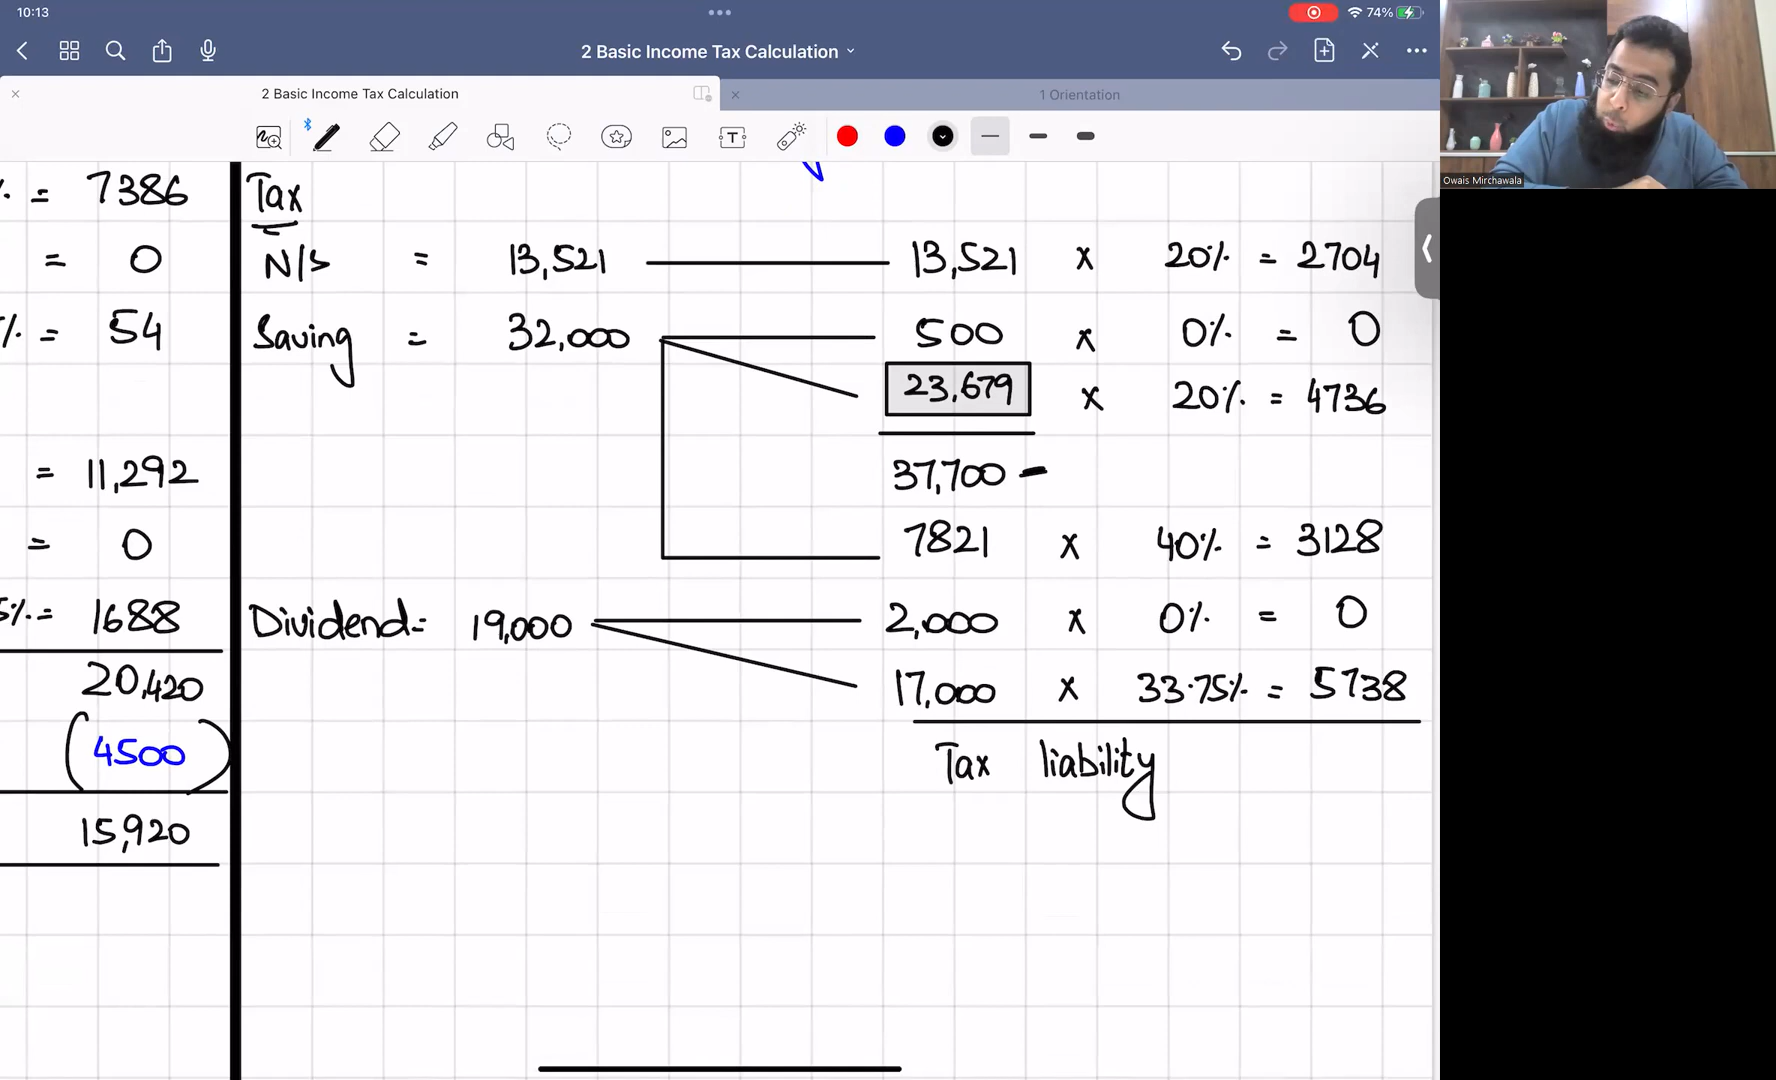 10:13
74%
2 Basic Income Tax Calculation
2 Basic Income Tax Calculation
1 Orientation
Owais Mirchawala
% = 7386
= 0
% = 54
= 11,292
= 0
5% = 1688
20,420
(4500)
15,920
Tax
N/S = 13,521 13,521 x 20% = 2704
Saving = 32,000 500 x 0% = 0
23,679 x 20% = 4736
37,700 -
7821 x 40% = 3128
Dividend = 19,000 2,000 x 0% = 0
17,000 x 33.75% = 5738
Tax liability